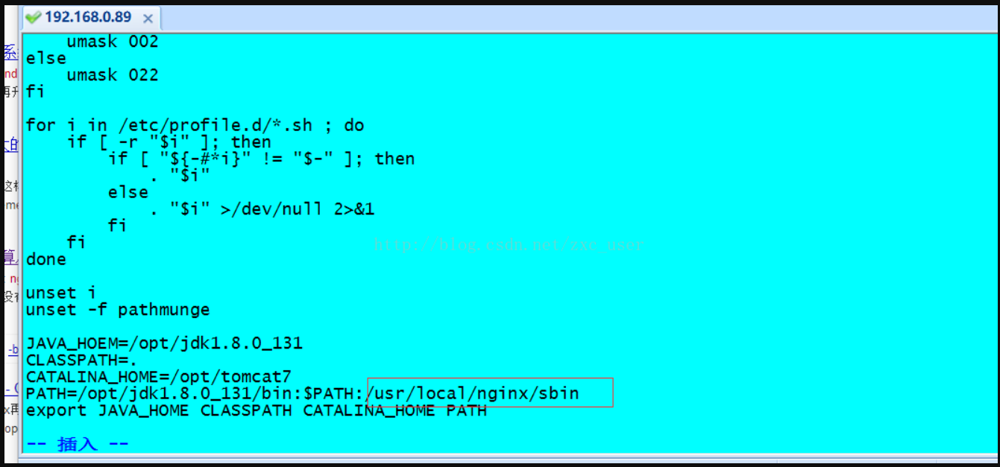 192.168.0.89
umask 002
else
umask 022
fi
for i in /etc/profile.d/*.sh ; do
if [ -r "$i" ]; then
if [ "${-#*i}" != "$-" ]; then
. "$i"
else
. "$i" >/dev/null 2>&1
fi
fi
done
http://blog.csdn.net/zxc_user
unset i
unset -f pathmunge
JAVA_HOEM=/opt/jdk1.8.0_131
CLASSPATH=.
CATALINA_HOME=/opt/tomcat7
PATH=/opt/jdk1.8.0_131/bin:$PATH:/usr/local/nginx/sbin
export JAVA_HOME CLASSPATH CATALINA_HOME PATH
-- 插入 --